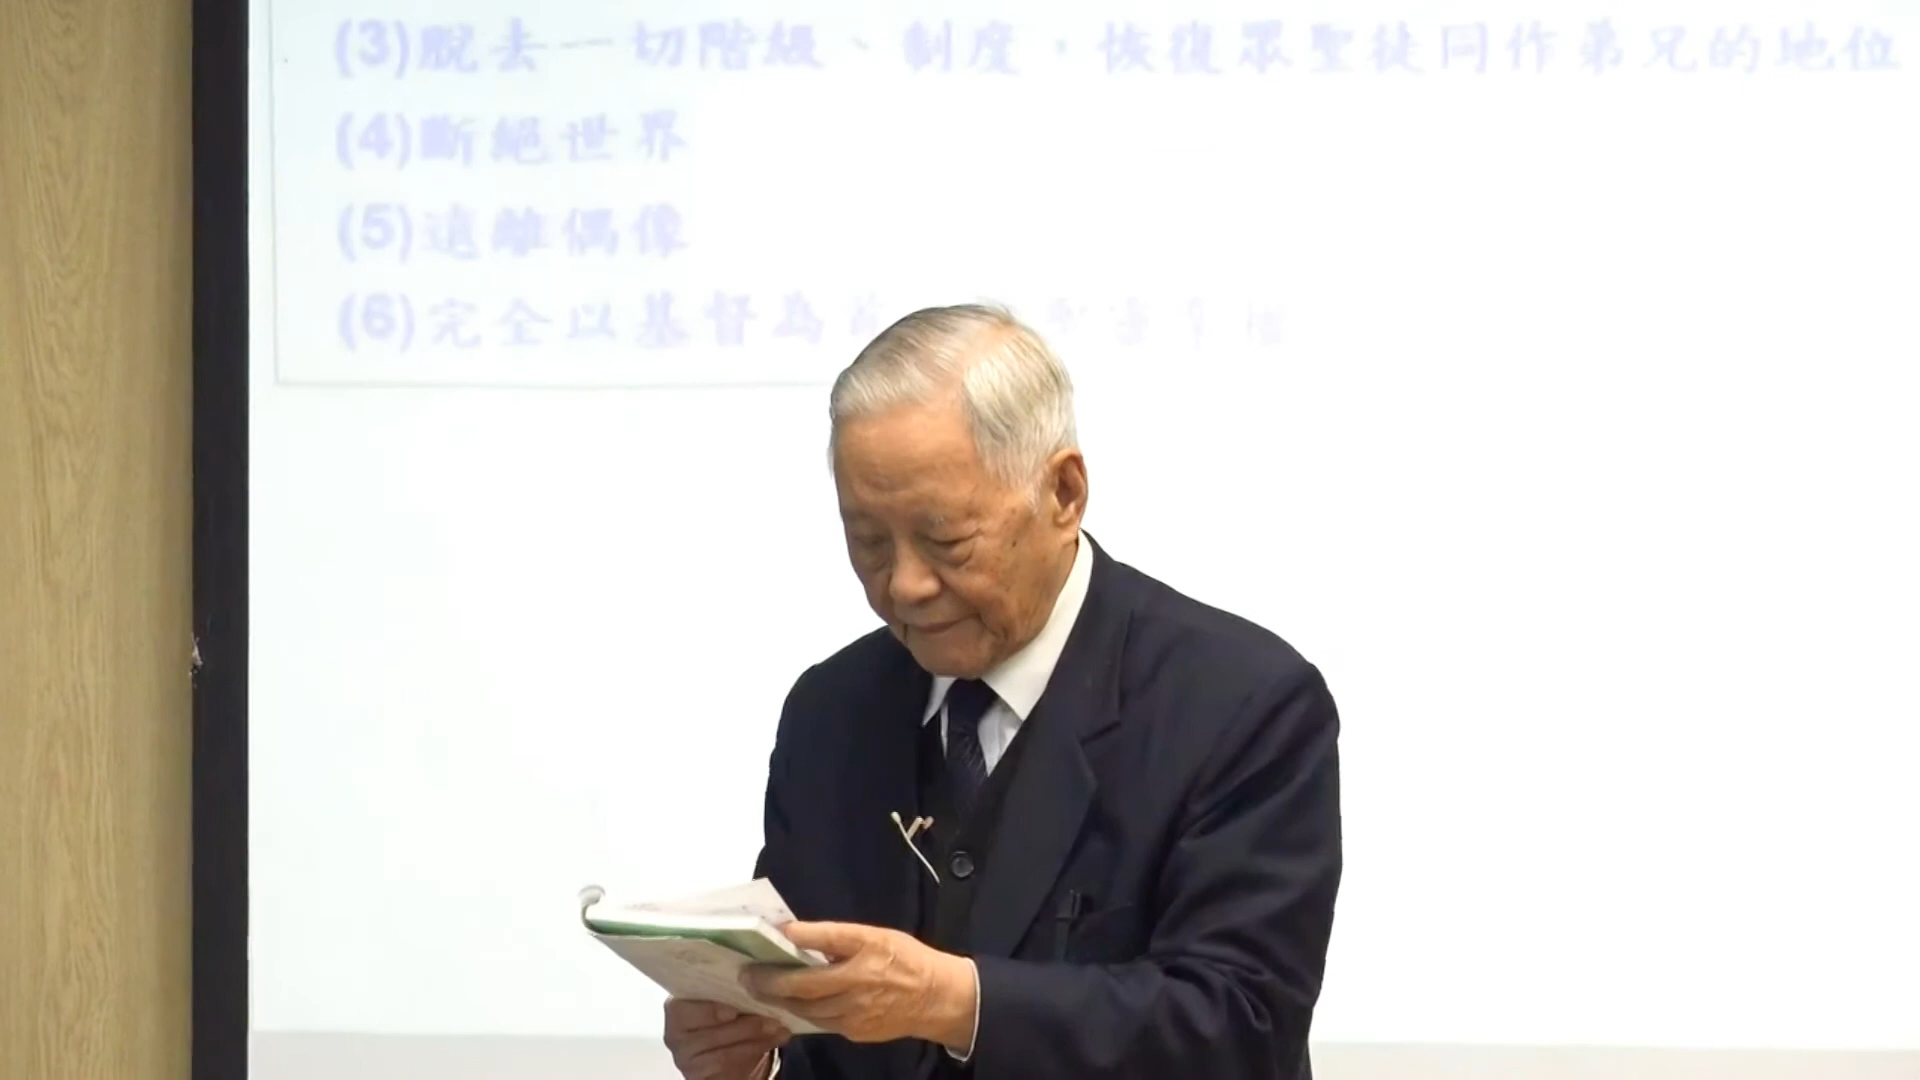 (3)脫去一切階級、制度,恢復眾聖徒同作弟兄的地位
(4)斷絕世界
(5)遠離偶像
(6)完全以基督為首